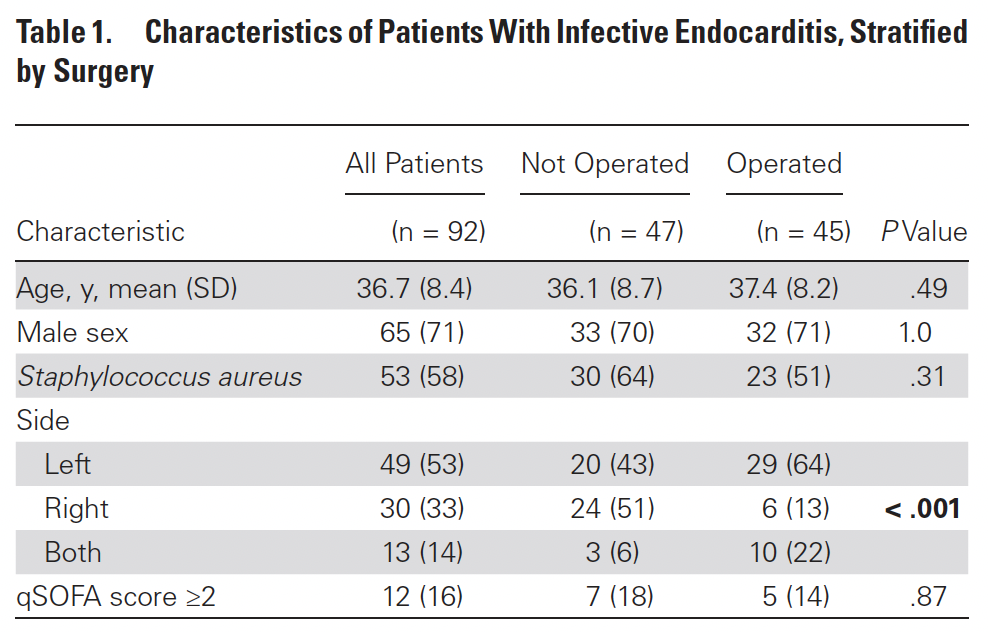 Table 1. Characteristics of Patients With Infective Endocarditis, Stratified
by Surgery
All Patients Not Operated Operated
Characteristic (n = 92) (n = 47) (n = 45) P Value
Age, y, mean (SD) 36.7 (8.4) 36.1 (8.7) 37.4 (8.2) .49
Male sex 65 (71) 33 (70) 32 (71) 1.0
Staphylococcus aureus 53 (58) 30 (64) 23 (51) .31
Side
Left 49 (53) 20 (43) 29 (64)
Right 30 (33) 24 (51) 6 (13) < .001
Both 13 (14) 3 (6) 10 (22)
qSOFA score ≥2 12 (16) 7 (18) 5 (14) .87